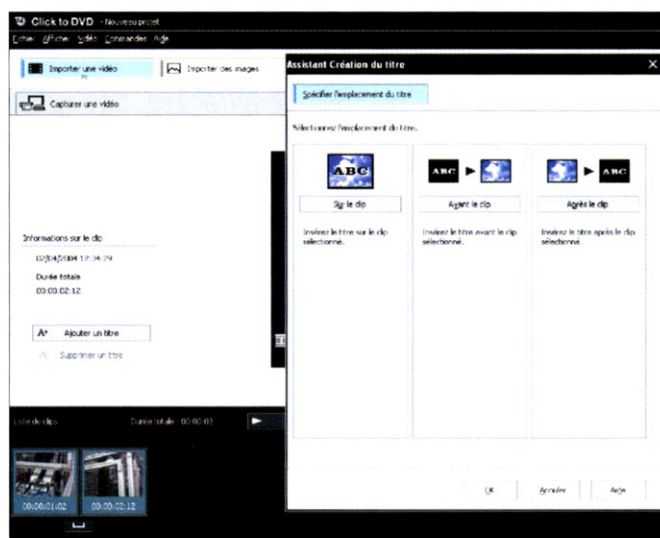 Click to DVD - Nouveau projet
Fichier Afficher Vidéo Commandes Aide
Importer une vidéo
Importer des images
Capturer une vidéo
Informations sur le clip
02/04/2004 12:34:29
Durée totale
00:00:02:12
A+ Ajouter un titre
Supprimer un titre
Liste de clips
Durée totale : 00:00:03
00:00:01:02
00:00:02:12
Assistant Création du titre
Spécifier l'emplacement du titre
Sélectionnez l'emplacement du titre.
ABC
Sur le clip
Insérez le titre sur le clip
sélectionné.
ABC
Avant le clip
Insérez le titre avant le clip
sélectionné.
ABC
Après le clip
Insérez le titre après le clip
sélectionné.
OK
Annuler
Aide